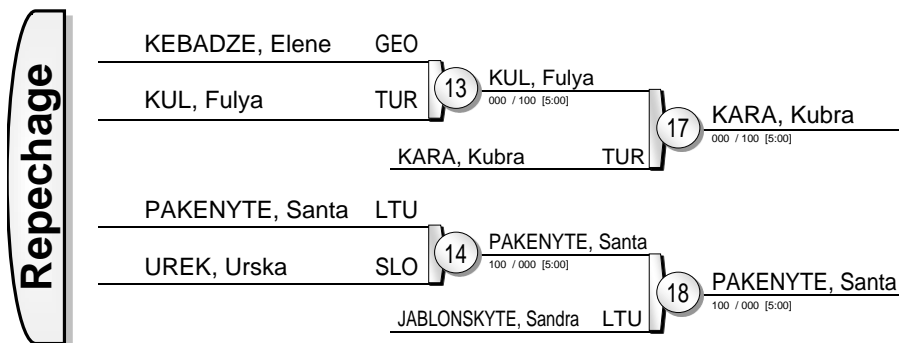 Repechage
KEBADZE, Elene GEO
KUL, Fulya TUR
13
KUL, Fulya
000 / 100 [5:00]
KARA, Kubra TUR
17
KARA, Kubra
000 / 100 [5:00]
PAKENYTE, Santa LTU
UREK, Urska SLO
14
PAKENYTE, Santa
100 / 000 [5:00]
JABLONSKYTE, Sandra LTU
18
PAKENYTE, Santa
100 / 000 [5:00]